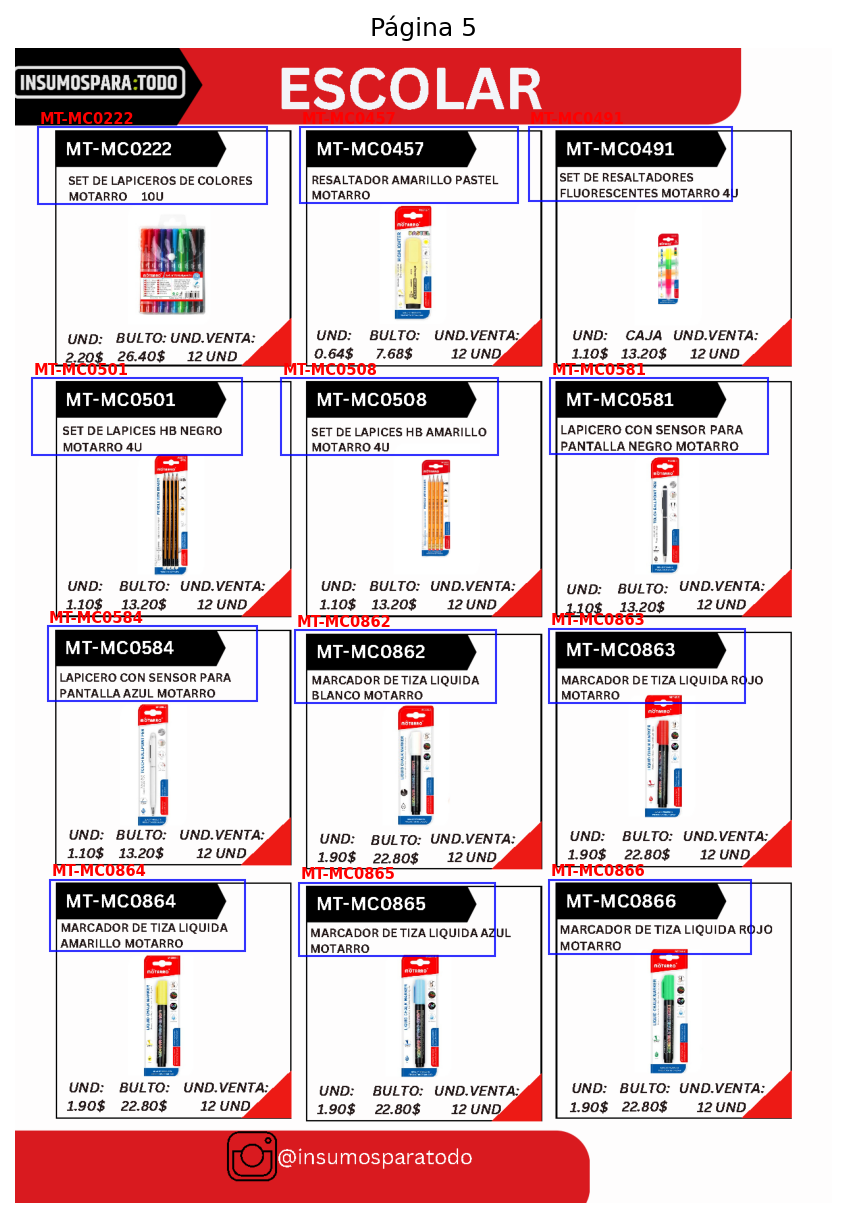 Página 5
INSUMOSPARA:TODO
ESCOLAR
MT-MC0222
MT-MC0222
SET DE LAPICEROS DE COLORES
MOTARRO 10U
UND: BULTO: UND.VENTA:
2.20$ 26.40$ 12 UND
MT-MC0457
MT-MC0457
RESALTADOR AMARILLO PASTEL
MOTARRO
UND: BULTO: UND.VENTA:
0.64$ 7.68$ 12 UND
MT-MC0491
MT-MC0491
SET DE RESALTADORES
FLUORESCENTES MOTARRO 4U
UND: CAJA UND.VENTA:
1.10$ 13.20$ 12 UND
MT-MC0501
MT-MC0501
SET DE LAPICES HB NEGRO
MOTARRO 4U
UND: BULTO: UND.VENTA:
1.10$ 13.20$ 12 UND
MT-MC0508
MT-MC0508
SET DE LAPICES HB AMARILLO
MOTARRO 4U
UND: BULTO: UND.VENTA:
1.10$ 13.20$ 12 UND
MT-MC0581
MT-MC0581
LAPICERO CON SENSOR PARA
PANTALLA NEGRO MOTARRO
UND: BULTO: UND.VENTA:
1.10$ 13.20$ 12 UND
MT-MC0584
MT-MC0584
LAPICERO CON SENSOR PARA
PANTALLA AZUL MOTARRO
UND: BULTO: UND.VENTA:
1.10$ 13.20$ 12 UND
MT-MC0862
MT-MC0862
MARCADOR DE TIZA LIQUIDA
BLANCO MOTARRO
UND: BULTO: UND.VENTA:
1.90$ 22.80$ 12 UND
MT-MC0863
MT-MC0863
MARCADOR DE TIZA LIQUIDA ROJO
MOTARRO
UND: BULTO: UND.VENTA:
1.90$ 22.80$ 12 UND
MT-MC0864
MT-MC0864
MARCADOR DE TIZA LIQUIDA
AMARILLO MOTARRO
UND: BULTO: UND.VENTA:
1.90$ 22.80$ 12 UND
MT-MC0865
MT-MC0865
MARCADOR DE TIZA LIQUIDA AZUL
MOTARRO
UND: BULTO: UND.VENTA:
1.90$ 22.80$ 12 UND
MT-MC0866
MT-MC0866
MARCADOR DE TIZA LIQUIDA ROJO
MOTARRO
UND: BULTO: UND.VENTA:
1.90$ 22.80$ 12 UND
@insumosparatodo